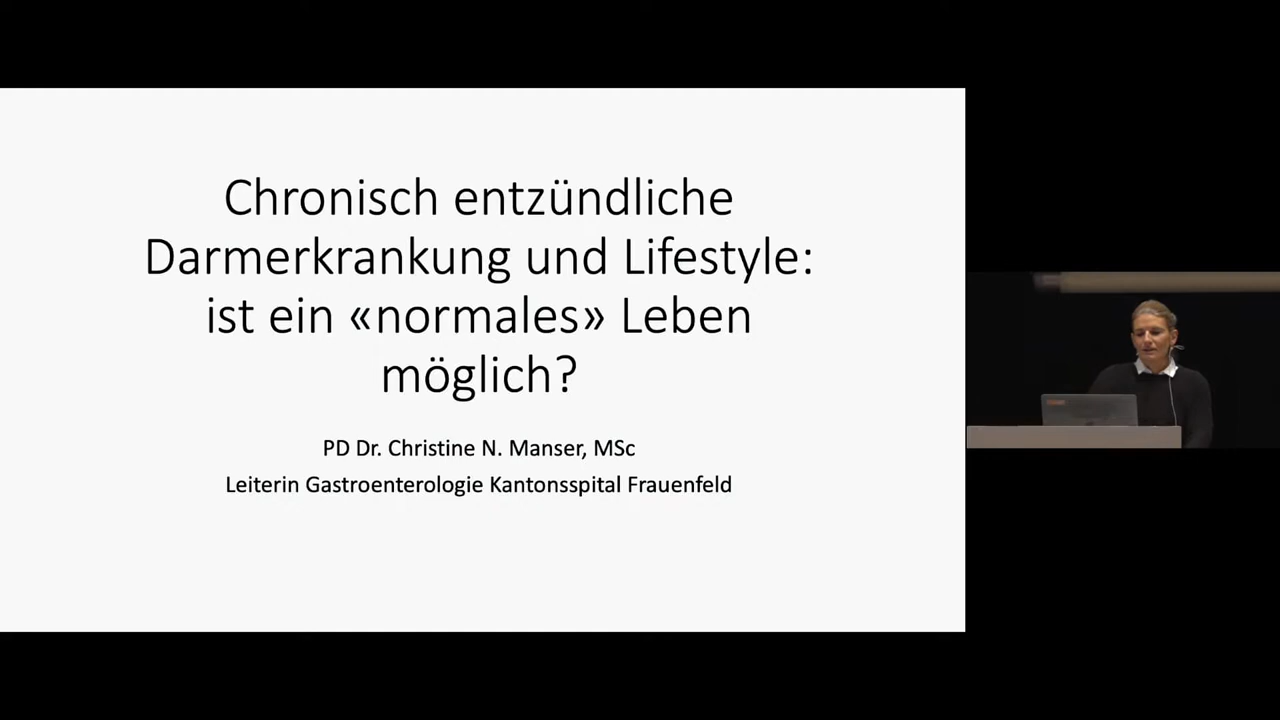 Chronisch entzündliche
Darmerkrankung und Lifestyle:
ist ein «normales» Leben
möglich?
PD Dr. Christine N. Manser, MSc
Leiterin Gastroenterologie Kantonsspital Frauenfeld